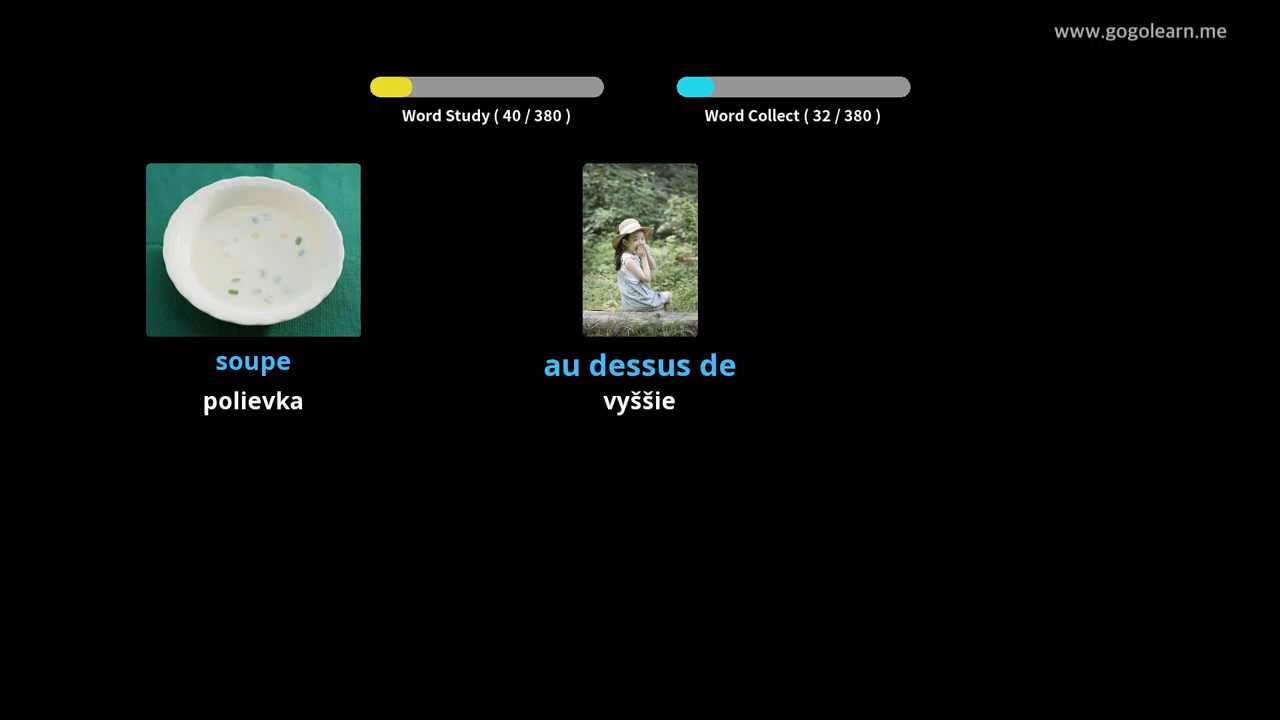 www.gogolearn.me
Word Study ( 40 / 380 )
Word Collect ( 32 / 380 )
soupe
polievka
au dessus de
vyššie